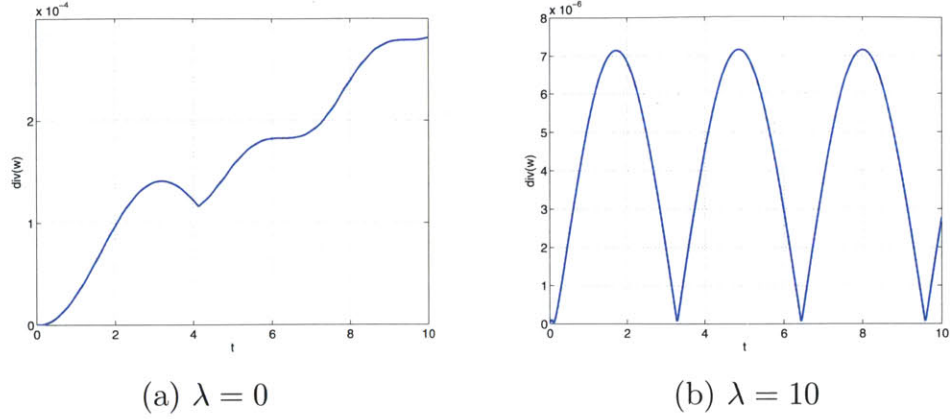 x 10⁻⁴
2
1
0
div(w)
0 2 4 6 8 10
t
(a) λ = 0
x 10⁻⁶
8
7
6
5
4
3
2
1
0
div(w)
0 2 4 6 8 10
t
(b) λ = 10